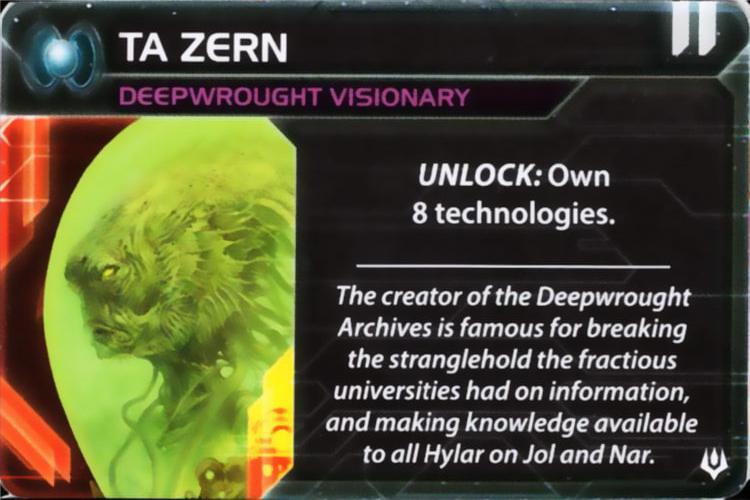 TA ZERN
DEEPWROUGHT VISIONARY
UNLOCK: Own
8 technologies.
The creator of the Deepwrought
Archives is famous for breaking
the stranglehold the fractious
universities had on information,
and making knowledge available
to all Hylar on Jol and Nar.